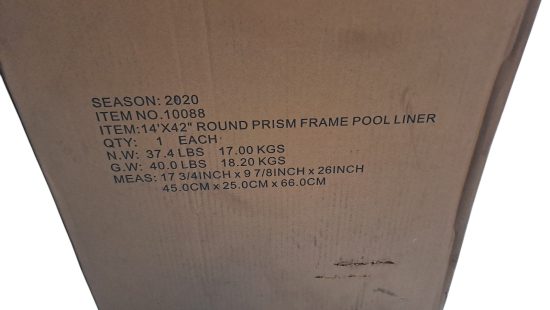 SEASON: 2020
ITEM NO.10088
ITEM:14'X42" ROUND PRISM FRAME POOL LINER
QTY: 1 EACH
N.W: 37.4 LBS 17.00 KGS
G.W: 40.0 LBS 18.20 KGS
MEAS: 17 3/4INCH x 9 7/8INCH x 26INCH
45.0CM x 25.0CM x 66.0CM